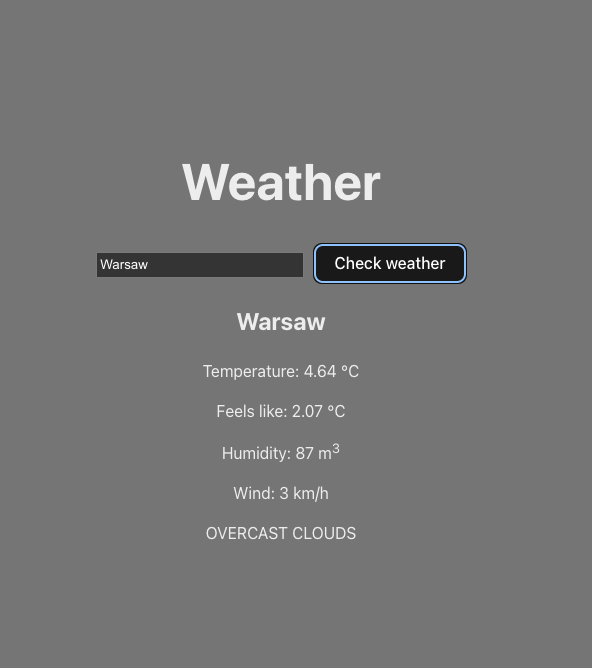 Weather
Warsaw Check weather
Warsaw
Temperature: 4.64 °C
Feels like: 2.07 °C
Humidity: 87 m³
Wind: 3 km/h
OVERCAST CLOUDS